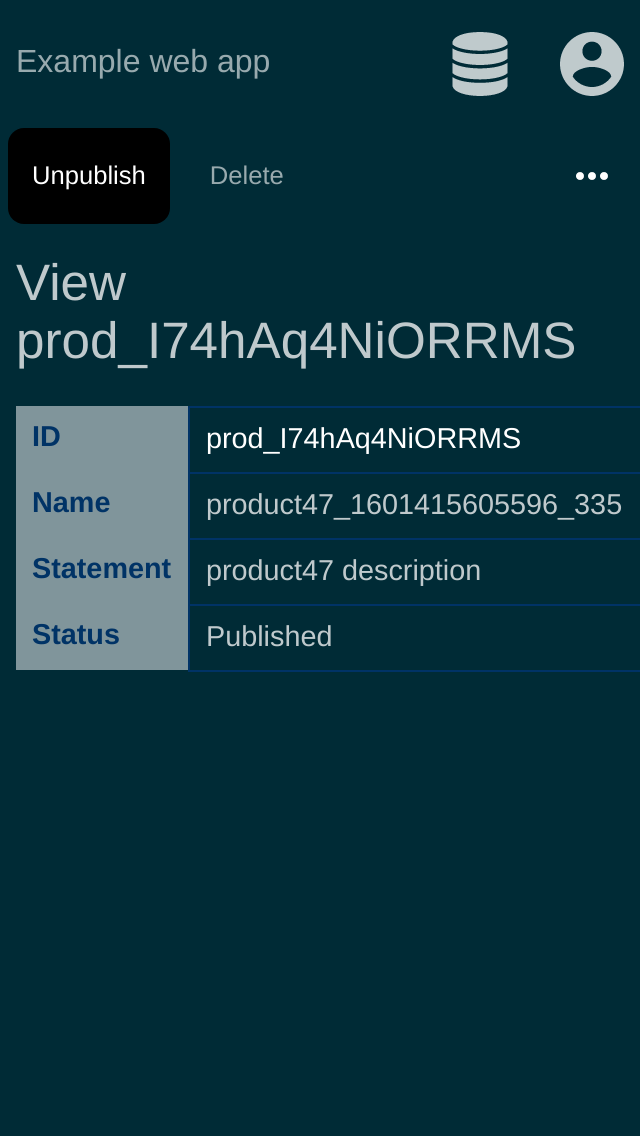 Example web app
Unpublish Delete
View
prod_I74hAq4NiORRMS
ID prod_I74hAq4NiORRMS
Name product47_1601415605596_335
Statement product47 description
Status Published